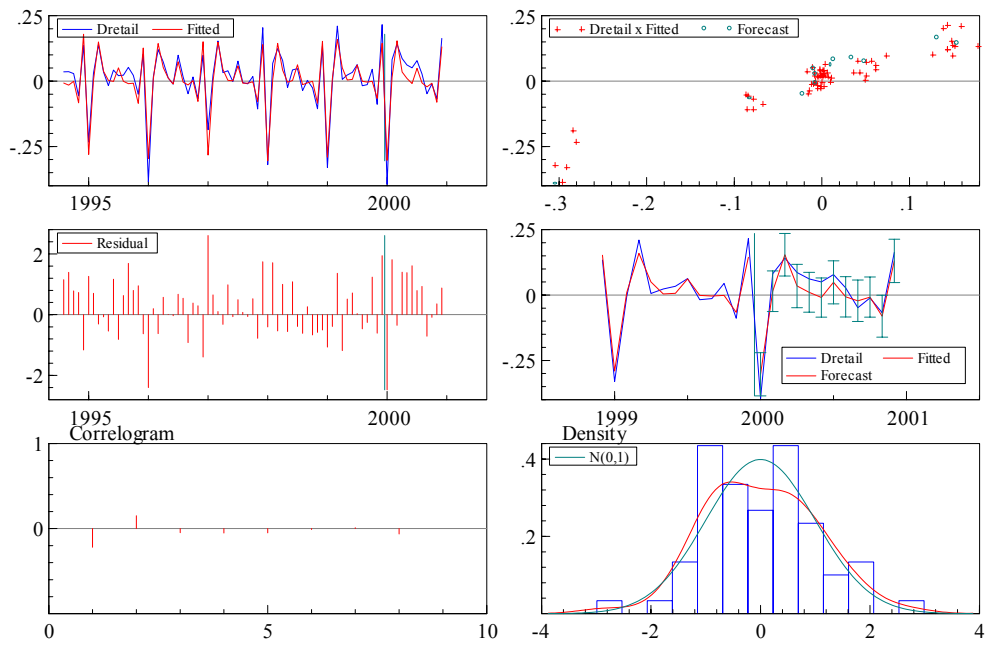 .25
Dretail Fitted
0
-.25
1995 2000
Dretail x Fitted Forecast
.25
0
-.25
-.3 -.2 -.1 0 .1
2
Residual
0
-2
1995 2000
.25
0
-.25
Dretail Fitted
Forecast
1999 2000 2001
Correlogram
1
0
0 5 10
Density
.4
N(0,1)
.2
-4 -2 0 2 4